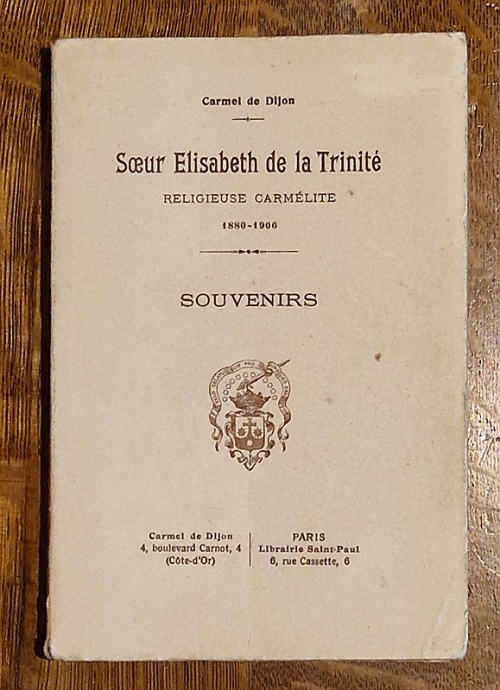 Carmel de Dijon
Sœur Elisabeth de la Trinité
RELIGIEUSE CARMÉLITE
1880-1906
SOUVENIRS
Carmel de Dijon
4, boulevard Carnot, 4
(Côte-d'Or)
PARIS
Librairie Saint-Paul
6, rue Cassette, 6